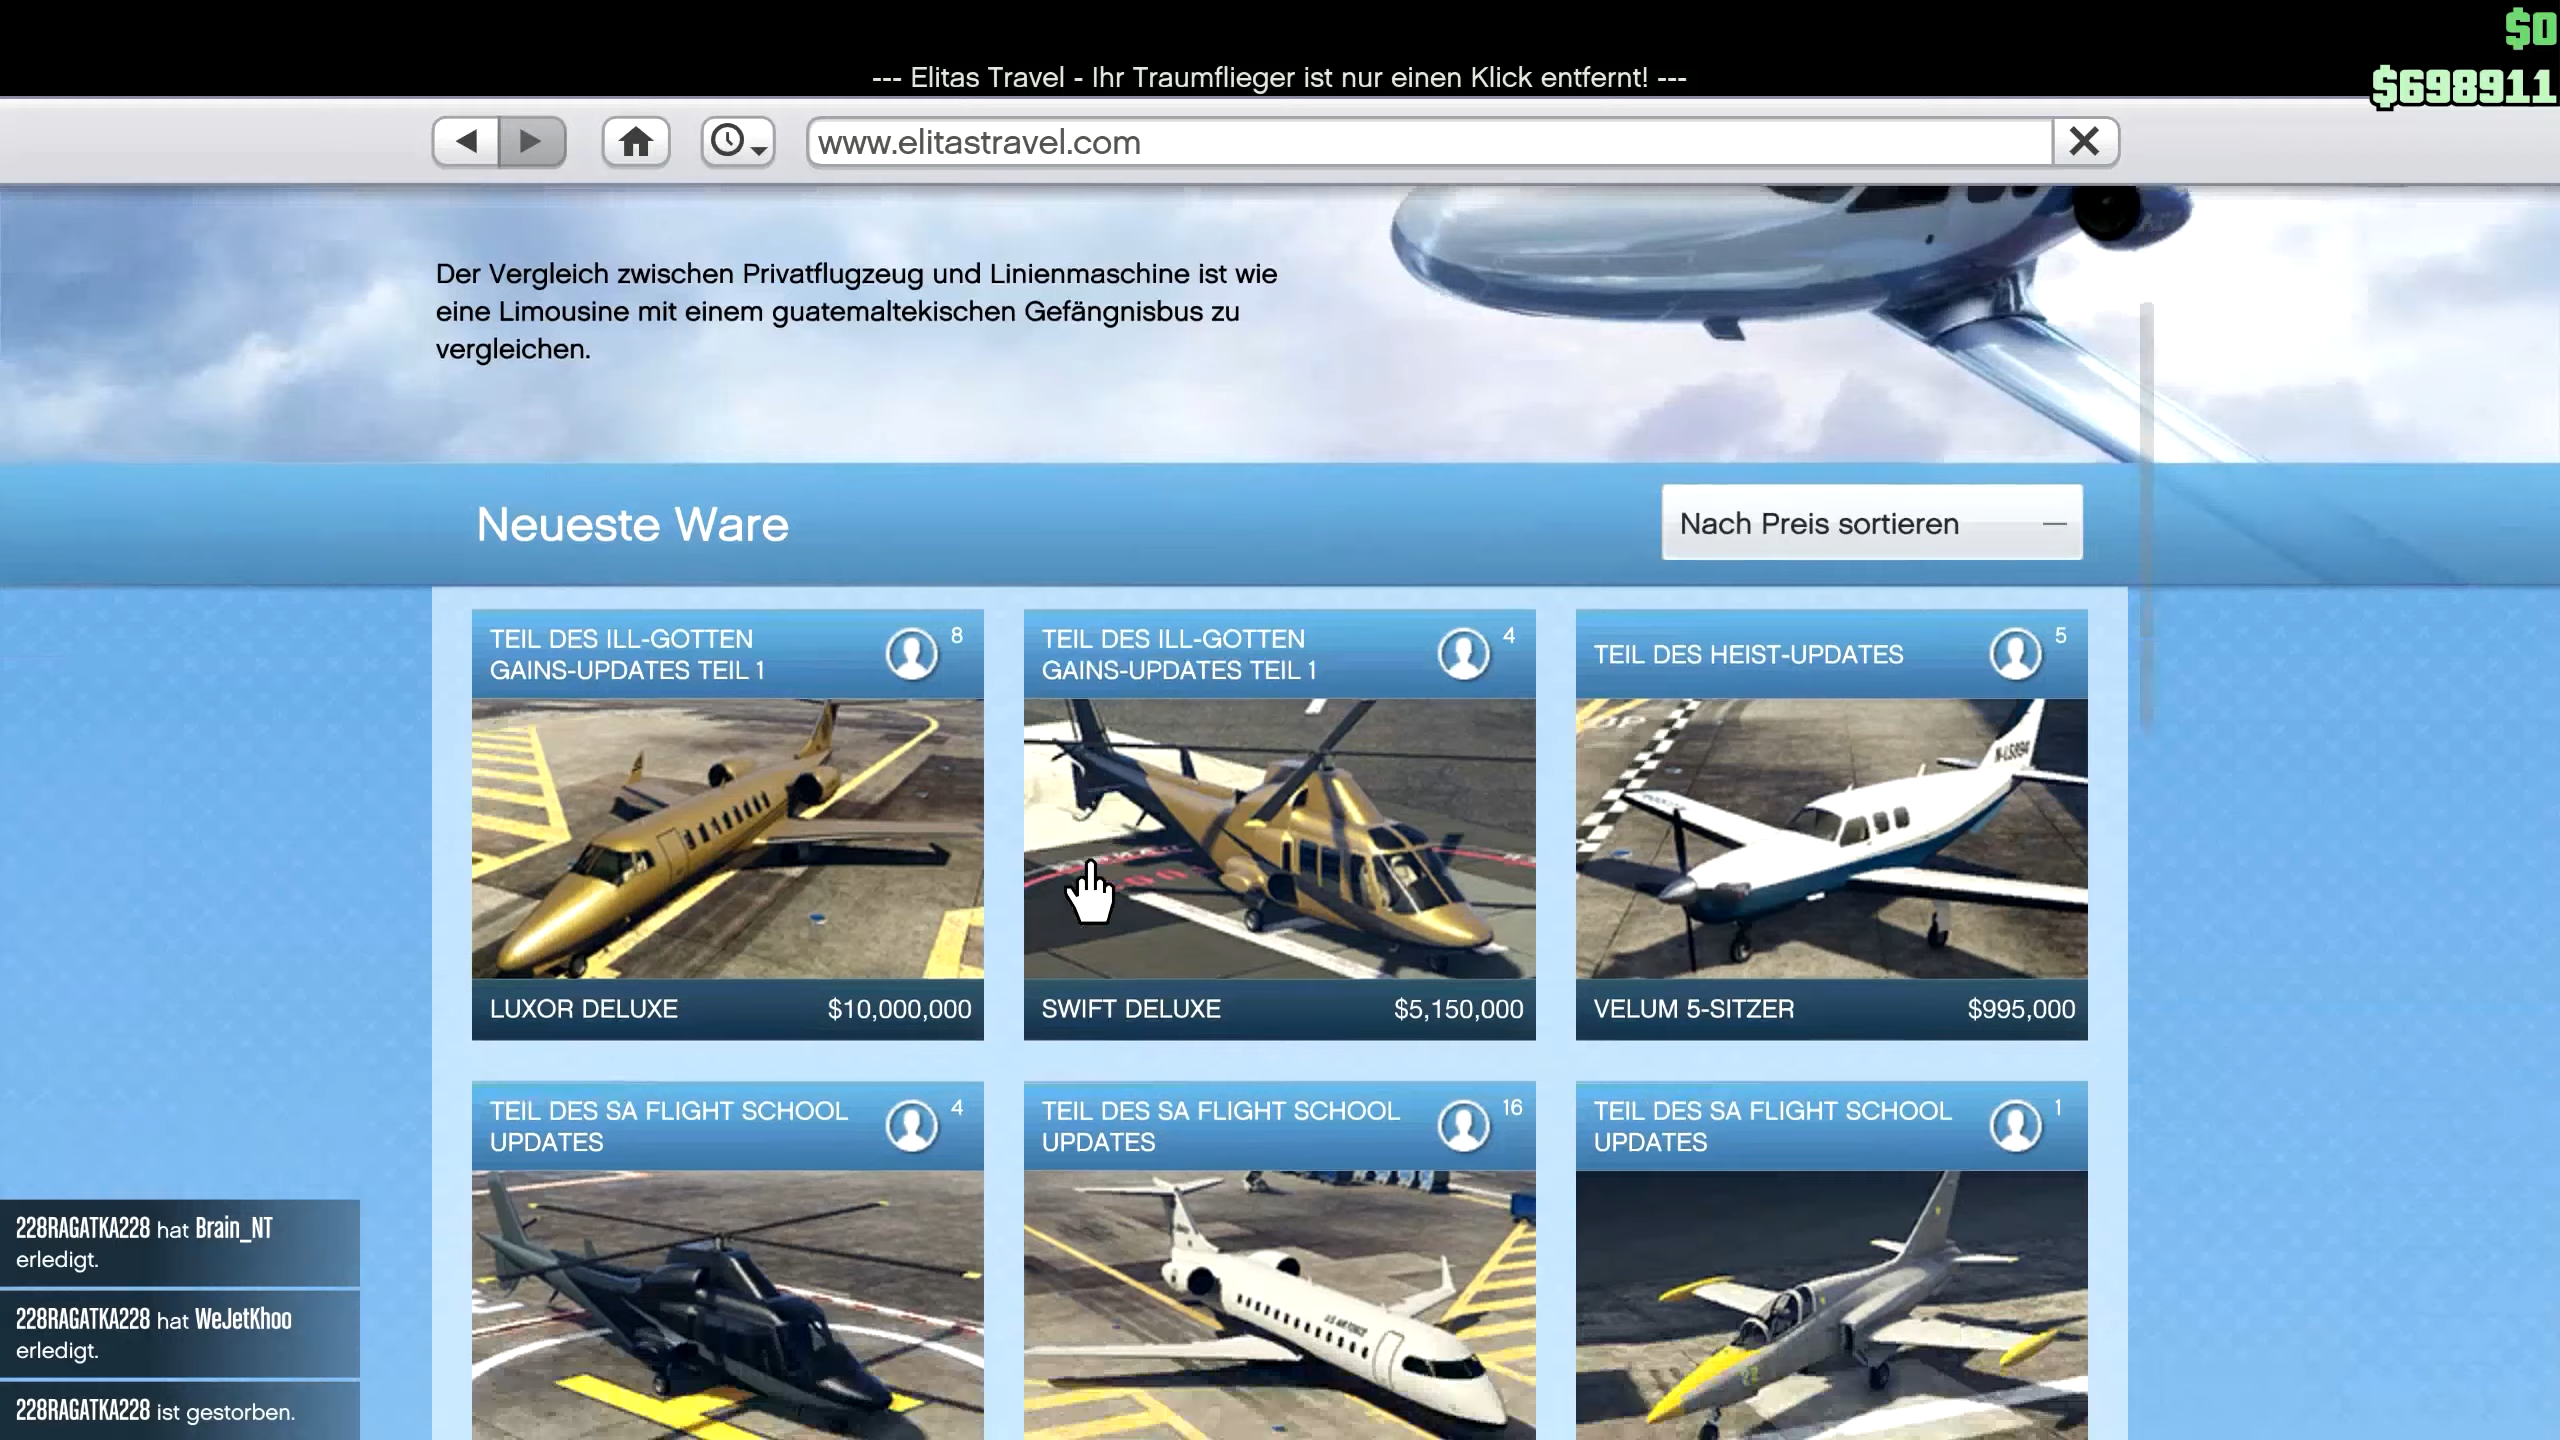 $0
--- Elitas Travel - Ihr Traumflieger ist nur einen Klick entfernt! ---
$698911
www.elitastravel.com
Der Vergleich zwischen Privatflugzeug und Linienmaschine ist wie
eine Limousine mit einem guatemaltekischen Gefängnisbus zu
vergleichen.
Neueste Ware
Nach Preis sortieren
TEIL DES ILL-GOTTEN
GAINS-UPDATES TEIL 1
8
LUXOR DELUXE
$10,000,000
TEIL DES ILL-GOTTEN
GAINS-UPDATES TEIL 1
4
SWIFT DELUXE
$5,150,000
TEIL DES HEIST-UPDATES
5
VELUM 5-SITZER
$995,000
TEIL DES SA FLIGHT SCHOOL
UPDATES
4
TEIL DES SA FLIGHT SCHOOL
UPDATES
16
TEIL DES SA FLIGHT SCHOOL
UPDATES
1
228RAGATKA228 hat Brain_NT
erledigt.
228RAGATKA228 hat WeJetKhoo
erledigt.
228RAGATKA228 ist gestorben.